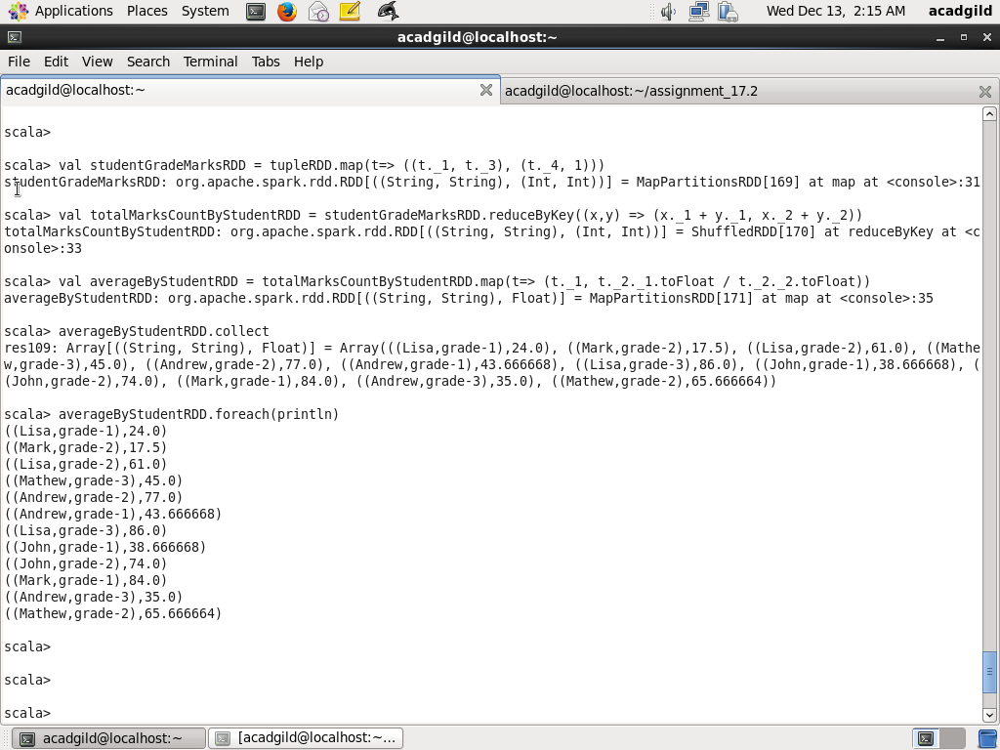 Applications Places System Wed Dec 13, 2:15 AM acadgild
acadgild@localhost:~
File Edit View Search Terminal Tabs Help
acadgild@localhost:~ acadgild@localhost:~/assignment_17.2
scala>
scala> val studentGradeMarksRDD = tupleRDD.map(t=> ((t._1, t._3), (t._4, 1)))
studentGradeMarksRDD: org.apache.spark.rdd.RDD[((String, String), (Int, Int))] = MapPartitionsRDD[169] at map at <console>:31
scala> val totalMarksCountByStudentRDD = studentGradeMarksRDD.reduceByKey((x,y) => (x._1 + y._1, x._2 + y._2))
totalMarksCountByStudentRDD: org.apache.spark.rdd.RDD[((String, String), (Int, Int))] = ShuffledRDD[170] at reduceByKey at <c
onsole>:33
scala> val averageByStudentRDD = totalMarksCountByStudentRDD.map(t=> (t._1, t._2._1.toFloat / t._2._2.toFloat))
averageByStudentRDD: org.apache.spark.rdd.RDD[((String, String), Float)] = MapPartitionsRDD[171] at map at <console>:35
scala> averageByStudentRDD.collect
res109: Array[((String, String), Float)] = Array(((Lisa,grade-1),24.0), ((Mark,grade-2),17.5), ((Lisa,grade-2),61.0), ((Mathe
w,grade-3),45.0), ((Andrew,grade-2),77.0), ((Andrew,grade-1),43.666668), ((Lisa,grade-3),86.0), ((John,grade-1),38.666668), (
(John,grade-2),74.0), ((Mark,grade-1),84.0), ((Andrew,grade-3),35.0), ((Mathew,grade-2),65.666664))
scala> averageByStudentRDD.foreach(println)
((Lisa,grade-1),24.0)
((Mark,grade-2),17.5)
((Lisa,grade-2),61.0)
((Mathew,grade-3),45.0)
((Andrew,grade-2),77.0)
((Andrew,grade-1),43.666668)
((Lisa,grade-3),86.0)
((John,grade-1),38.666668)
((John,grade-2),74.0)
((Mark,grade-1),84.0)
((Andrew,grade-3),35.0)
((Mathew,grade-2),65.666664)
scala>
scala>
scala>
acadgild@localhost:~ [acadgild@localhost:~...